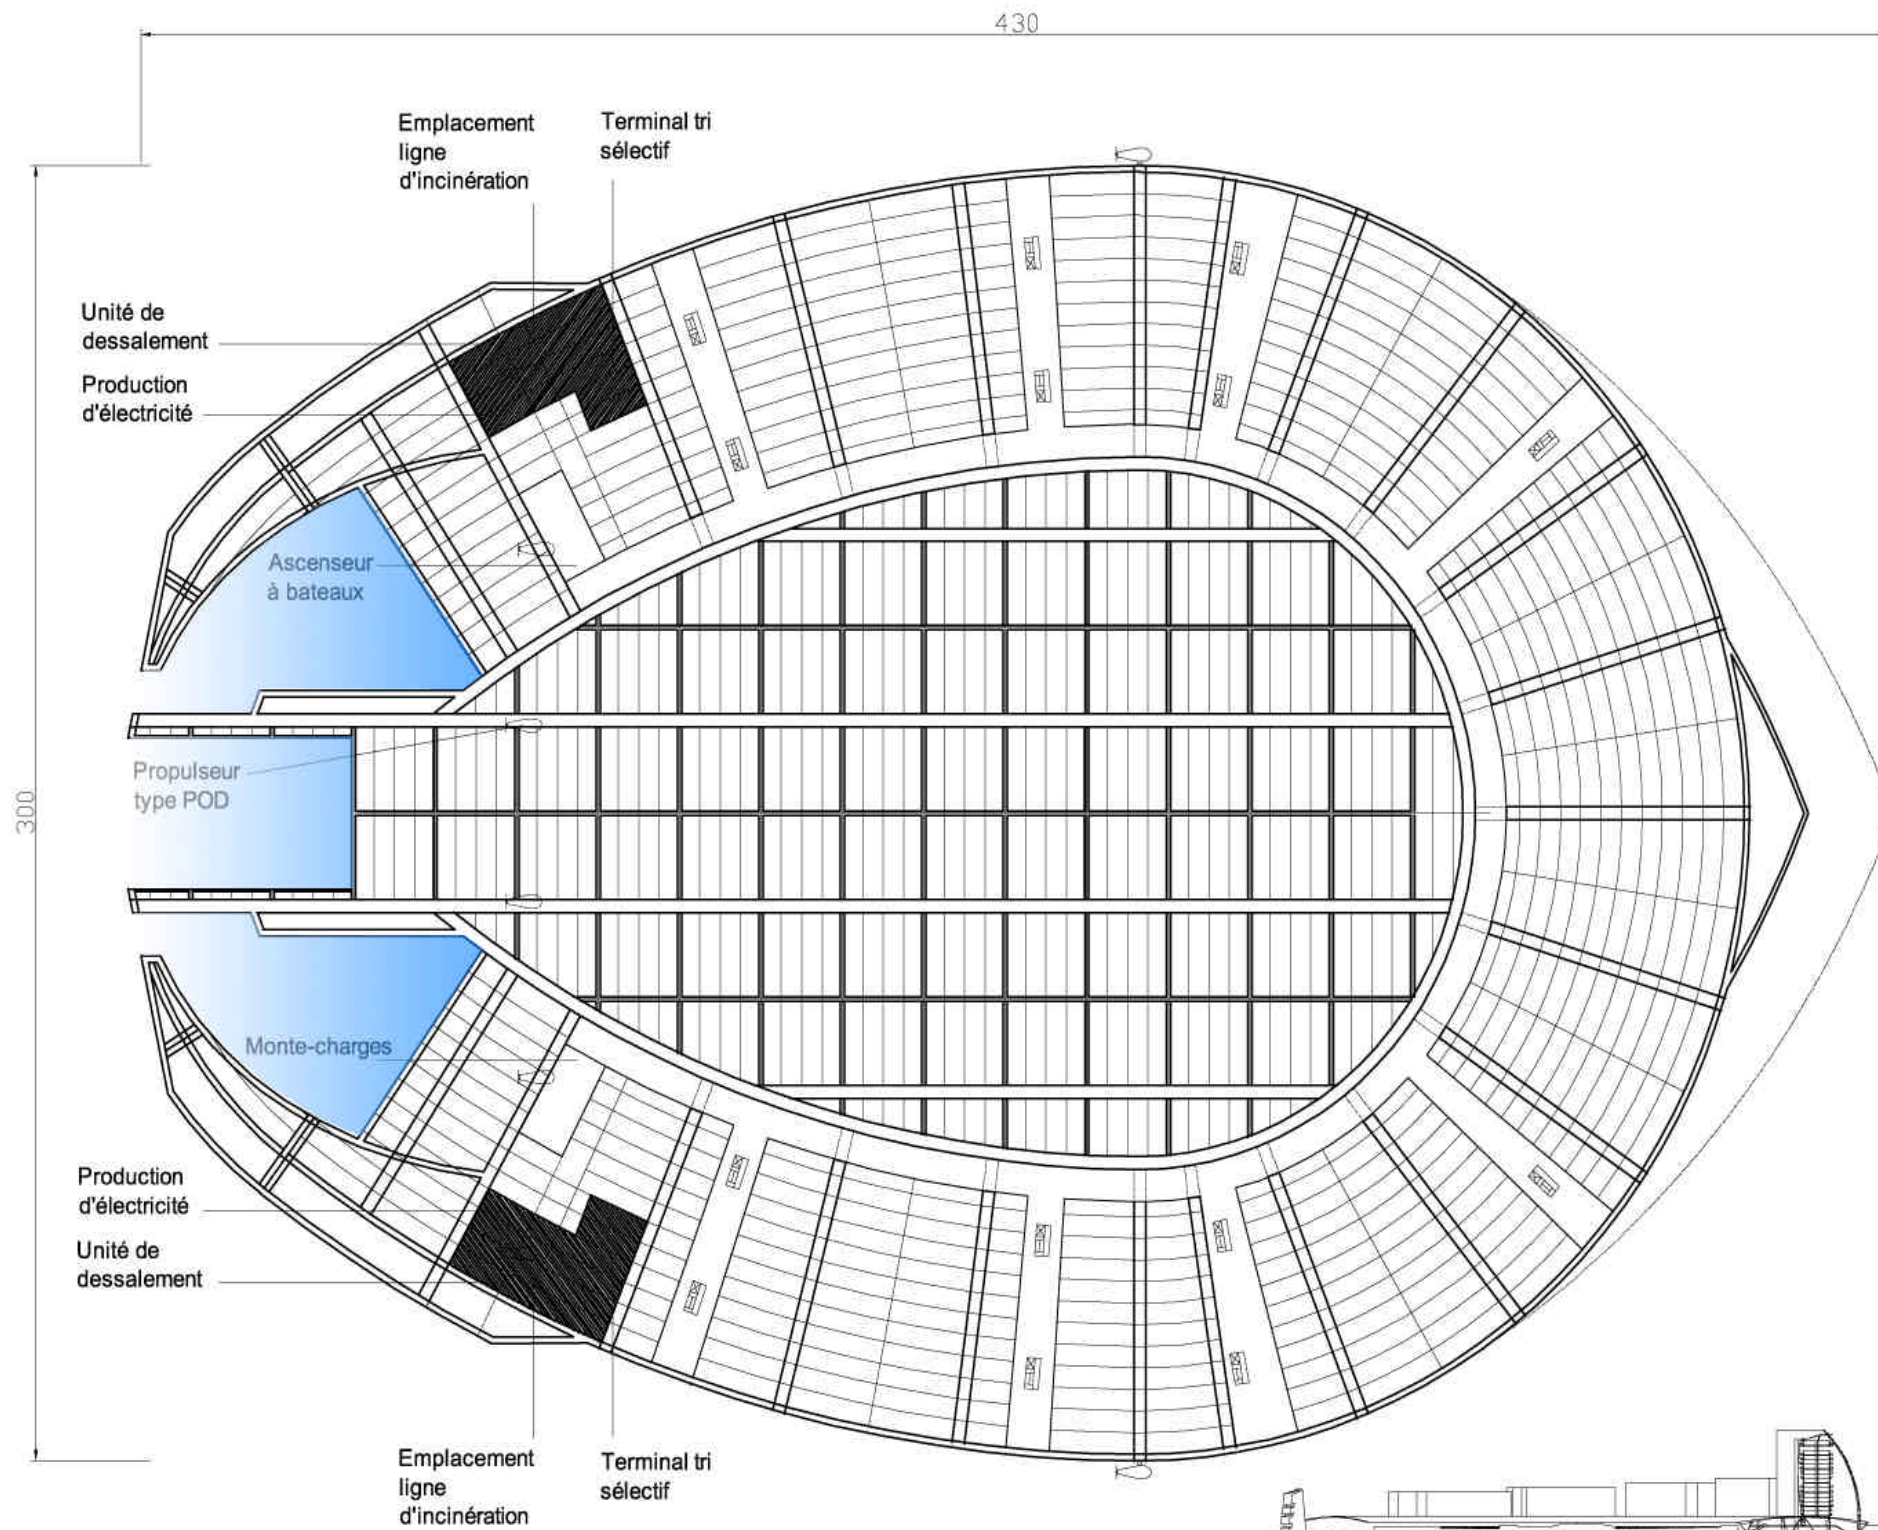 430
Emplacement
ligne
d'incinération
Terminal tri
sélectif
Unité de
dessalement
Production
d'électricité
Ascenseur
à bateaux
Propulseur
type POD
300
Monte-charges
Production
d'électricité
Unité de
dessalement
Emplacement
ligne
d'incinération
Terminal tri
sélectif